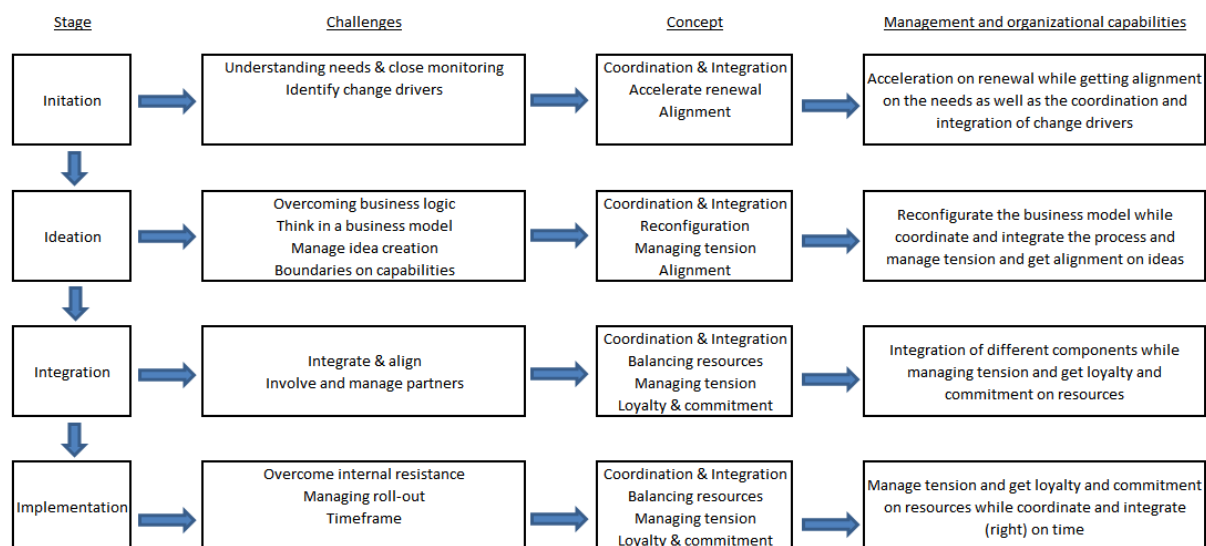 Stage
Challenges
Concept
Management and organizational capabilities
Initation
Understanding needs & close monitoring
Identify change drivers
Coordination & Integration
Accelerate renewal
Alignment
Acceleration on renewal while getting alignment
on the needs as well as the coordination and
integration of change drivers
Ideation
Overcoming business logic
Think in a business model
Manage idea creation
Boundaries on capabilities
Coordination & Integration
Reconfiguration
Managing tension
Alignment
Reconfigurate the business model while
coordinate and integrate the process and
manage tension and get alignment on ideas
Integration
Integrate & align
Involve and manage partners
Coordination & Integration
Balancing resources
Managing tension
Loyalty & commitment
Integration of different components while
managing tension and get loyalty and
commitment on resources
Implementation
Overcome internal resistance
Managing roll-out
Timeframe
Coordination & Integration
Balancing resources
Managing tension
Loyalty & commitment
Manage tension and get loyalty and commitment
on resources while coordinate and integrate
(right) on time